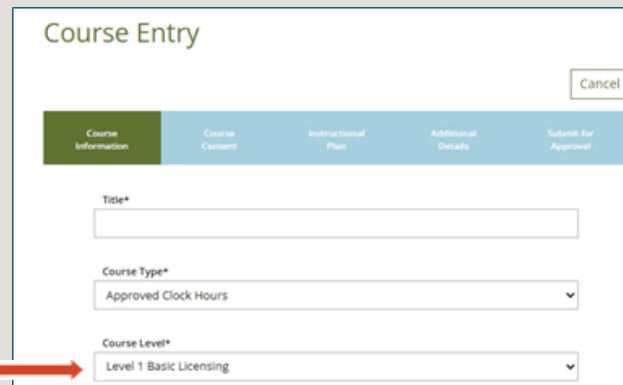 Course Entry
Cancel
Course
Information
Course
Content
Instructional
Plan
Additional
Details
Submit for
Approval
Title*
Course Type*
Approved Clock Hours
Course Level*
Level 1 Basic Licensing